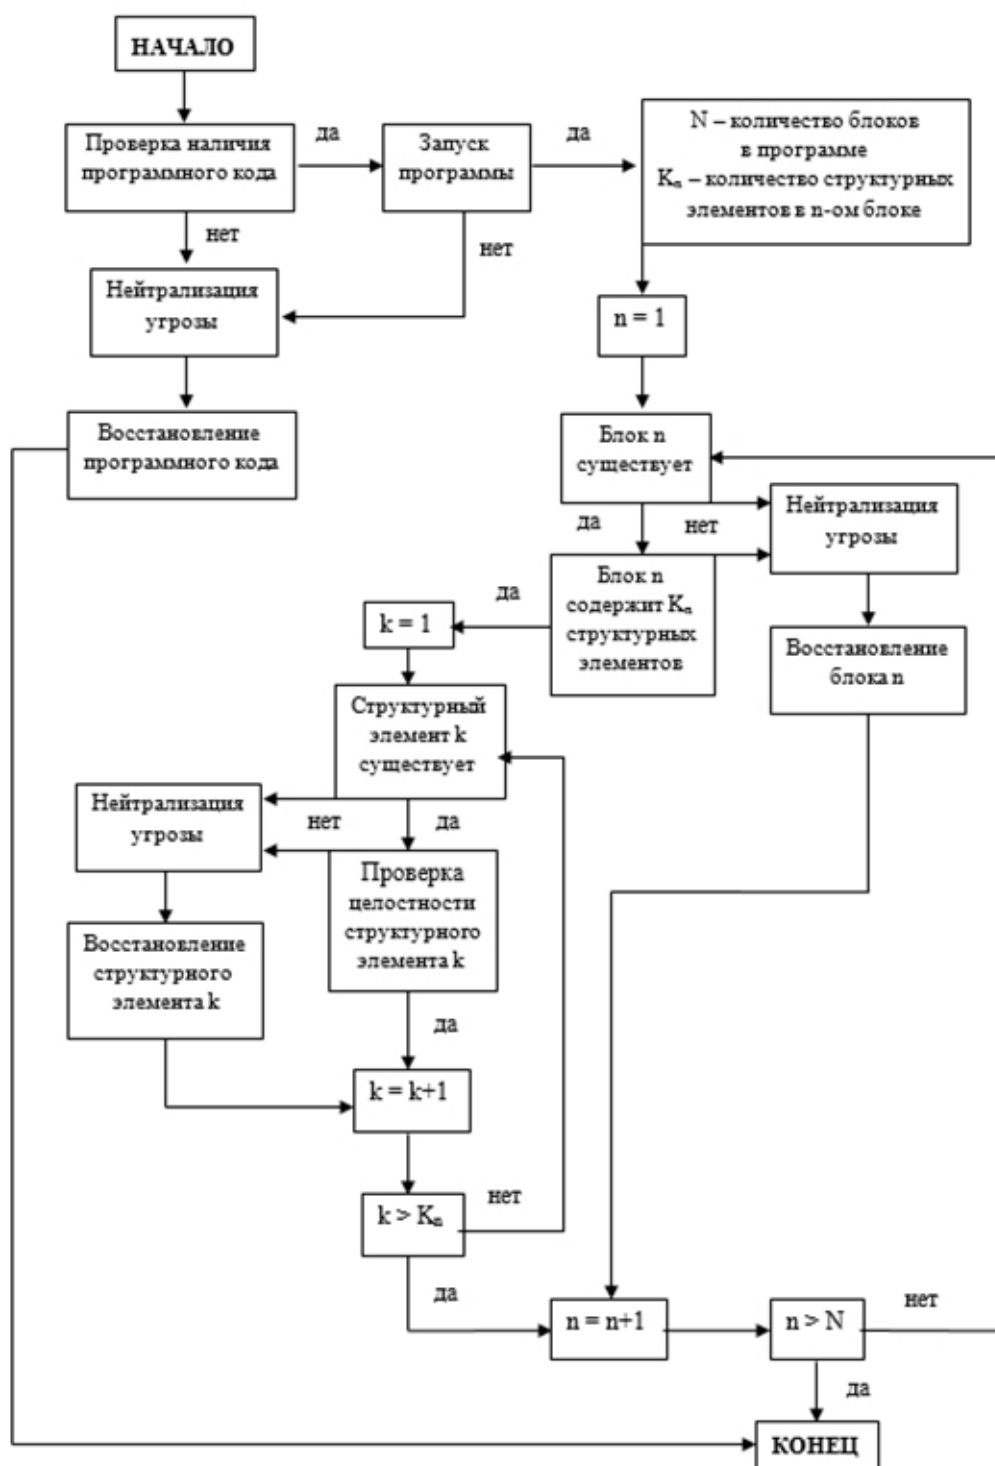 НАЧАЛО
Проверка наличия
программного кода
да
Запуск
программы
да
N – количество блоков
в программе
Kₙ – количество структурных
элементов в n-ом блоке
нет
нет
Нейтрализация
угрозы
n = 1
Восстановление
программного кода
Блок n
существует
да
нет
Нейтрализация
угрозы
Блок n
содержит Kₙ
структурных
элементов
да
k = 1
Восстановление
блока n
Структурный
элемент k
существует
Нейтрализация
угрозы
нет
да
Проверка
целостности
структурного
элемента k
Восстановление
структурного
элемента k
да
k = k+1
k > Kₙ
нет
да
n = n+1
n > N
нет
да
КОНЕЦ